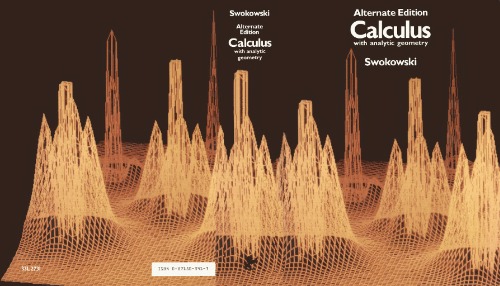 Swokowski
Alternate
Edition
Calculus
with analytic
geometry
Alternate Edition
Calculus
with analytic geometry
Swokowski